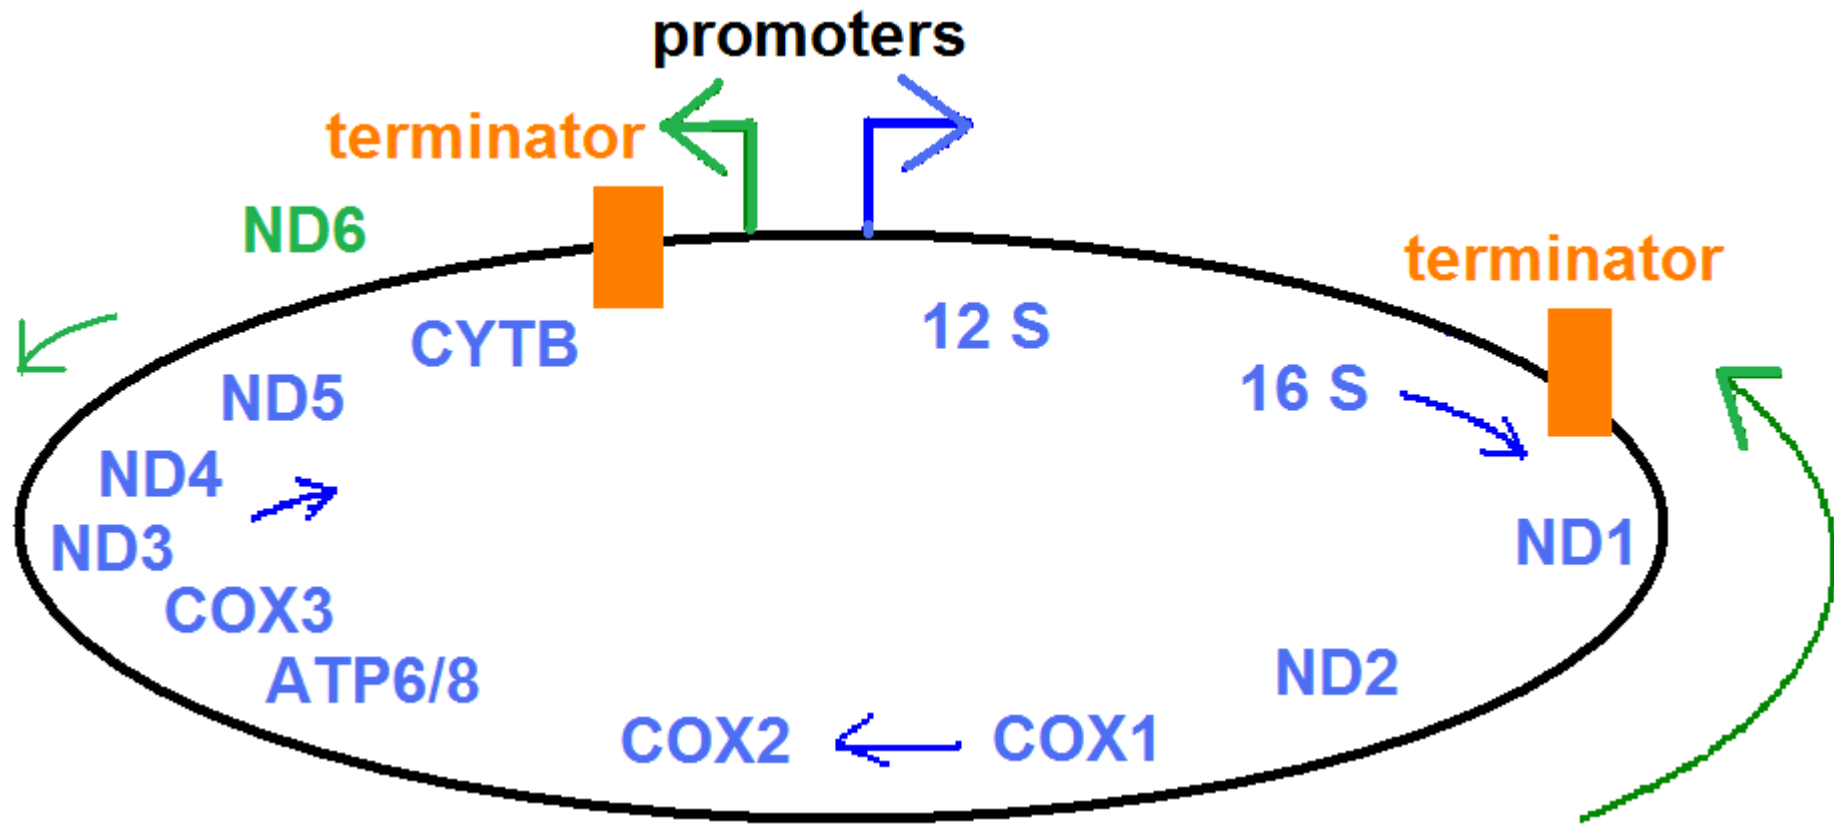 promoters
terminator
ND6
terminator
12 S
CYTB
16 S
ND5
ND4
ND3
ND1
COX3
ATP6/8
ND2
COX2
COX1